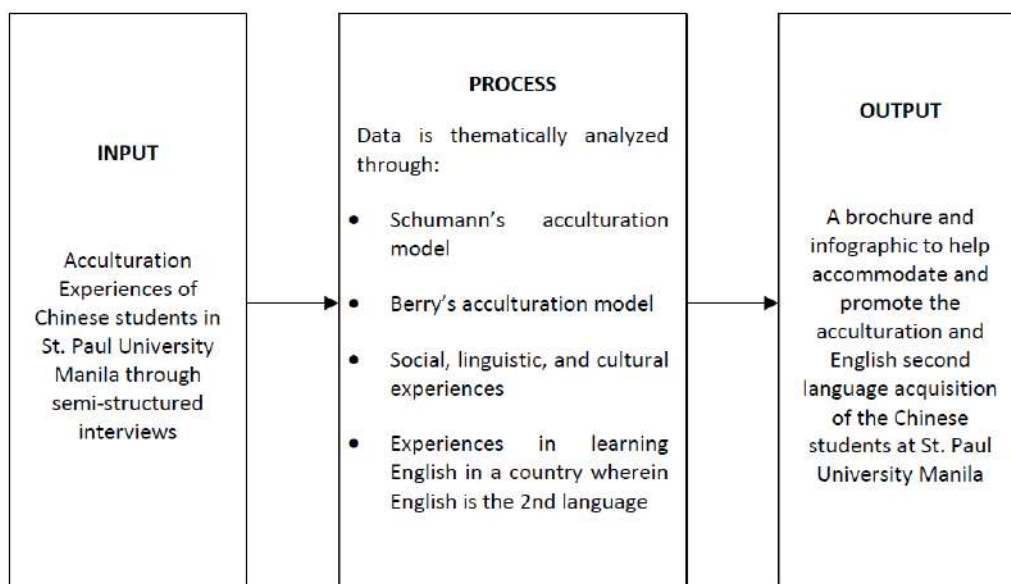 INPUT
Acculturation
Experiences of
Chinese students in
St. Paul University
Manila through
semi-structured
interviews
PROCESS
Data is thematically analyzed
through:
• Schumann’s acculturation
model
• Berry’s acculturation model
• Social, linguistic, and cultural
experiences
• Experiences in learning
English in a country wherein
English is the 2nd language
OUTPUT
A brochure and
infographic to help
accommodate and
promote the
acculturation and
English second
language acquisition
of the Chinese
students at St. Paul
University Manila